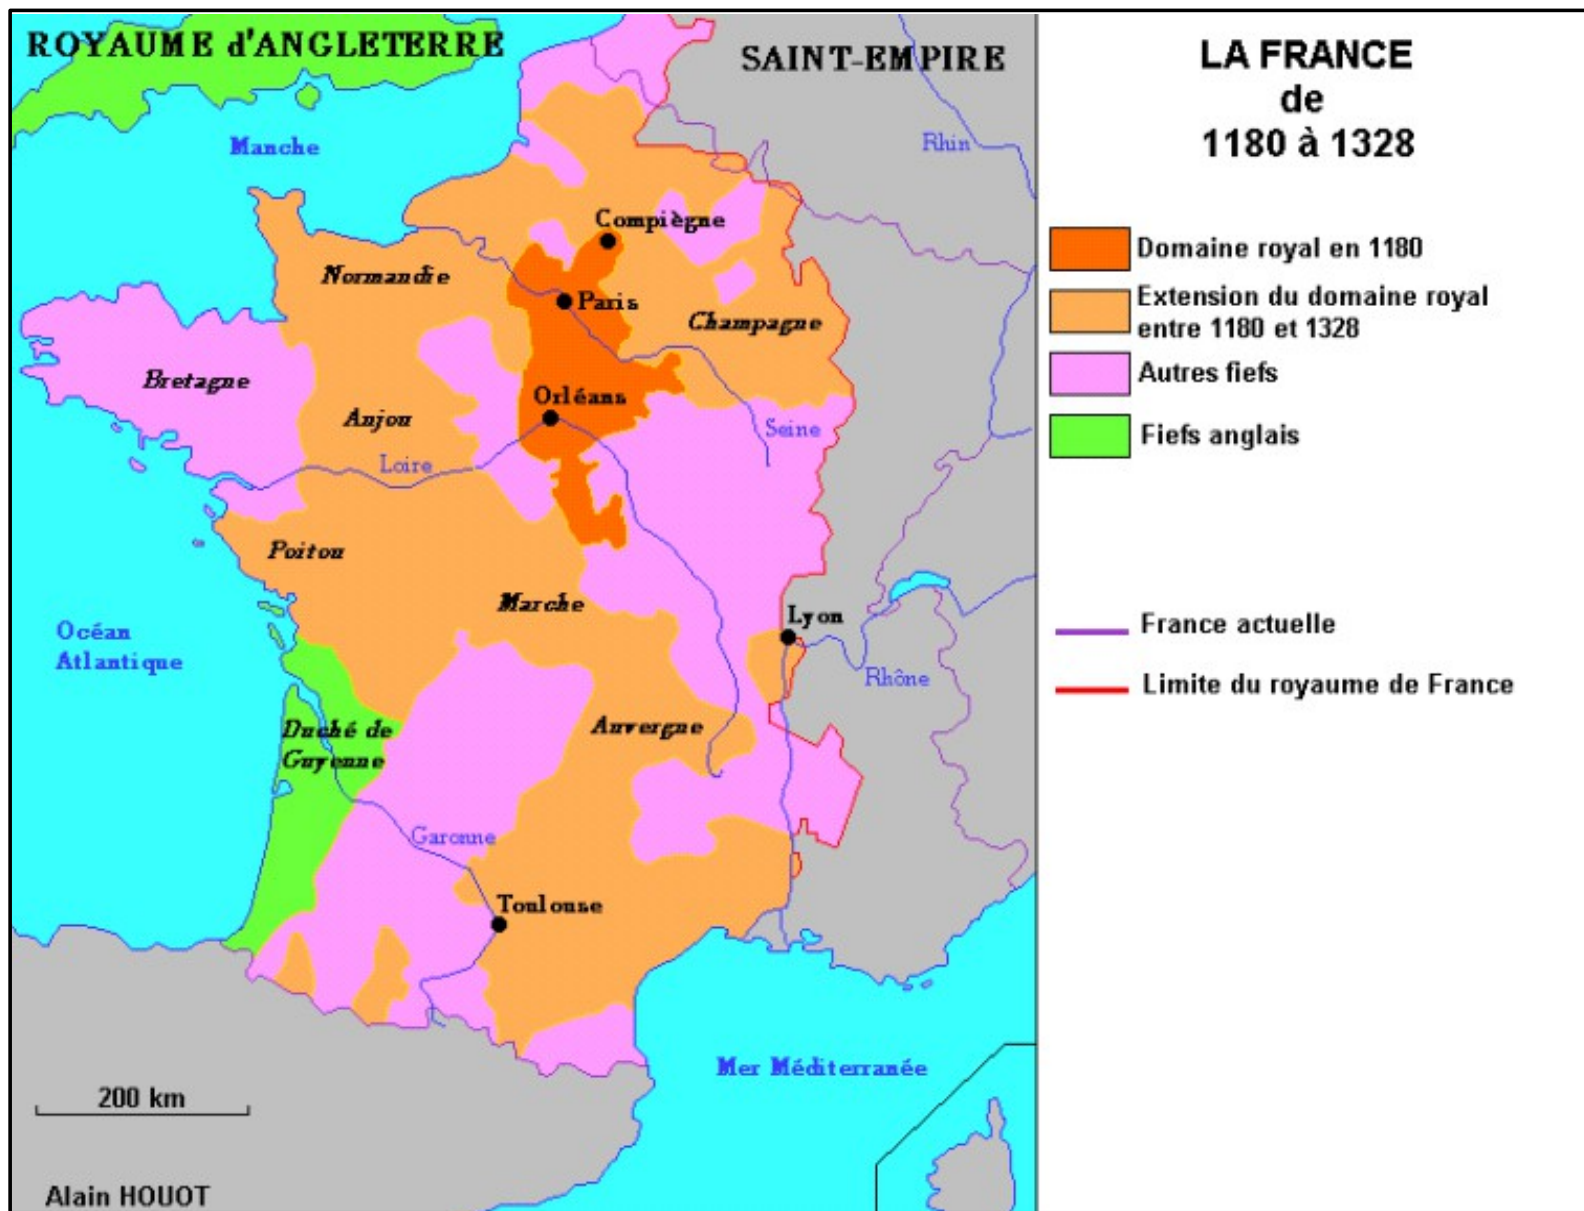 ROYAUME d'ANGLETERRE
SAINT-EMPIRE
LA FRANCE
de
1180 à 1328
Manche
Rhin
Compiègne
Domaine royal en 1180
Normandie
Paris
Extension du domaine royal
entre 1180 et 1328
Champagne
Bretagne
Autres fiefs
Orléans
Anjou
Seine
Fiefs anglais
Loire
Poitou
Marche
Lyon
Océan
Atlantique
France actuelle
Rhône
Limite du royaume de France
Duché de
Guyenne
Auvergne
Garonne
Toulouse
Mer Méditerranée
200 km
Alain HOUOT